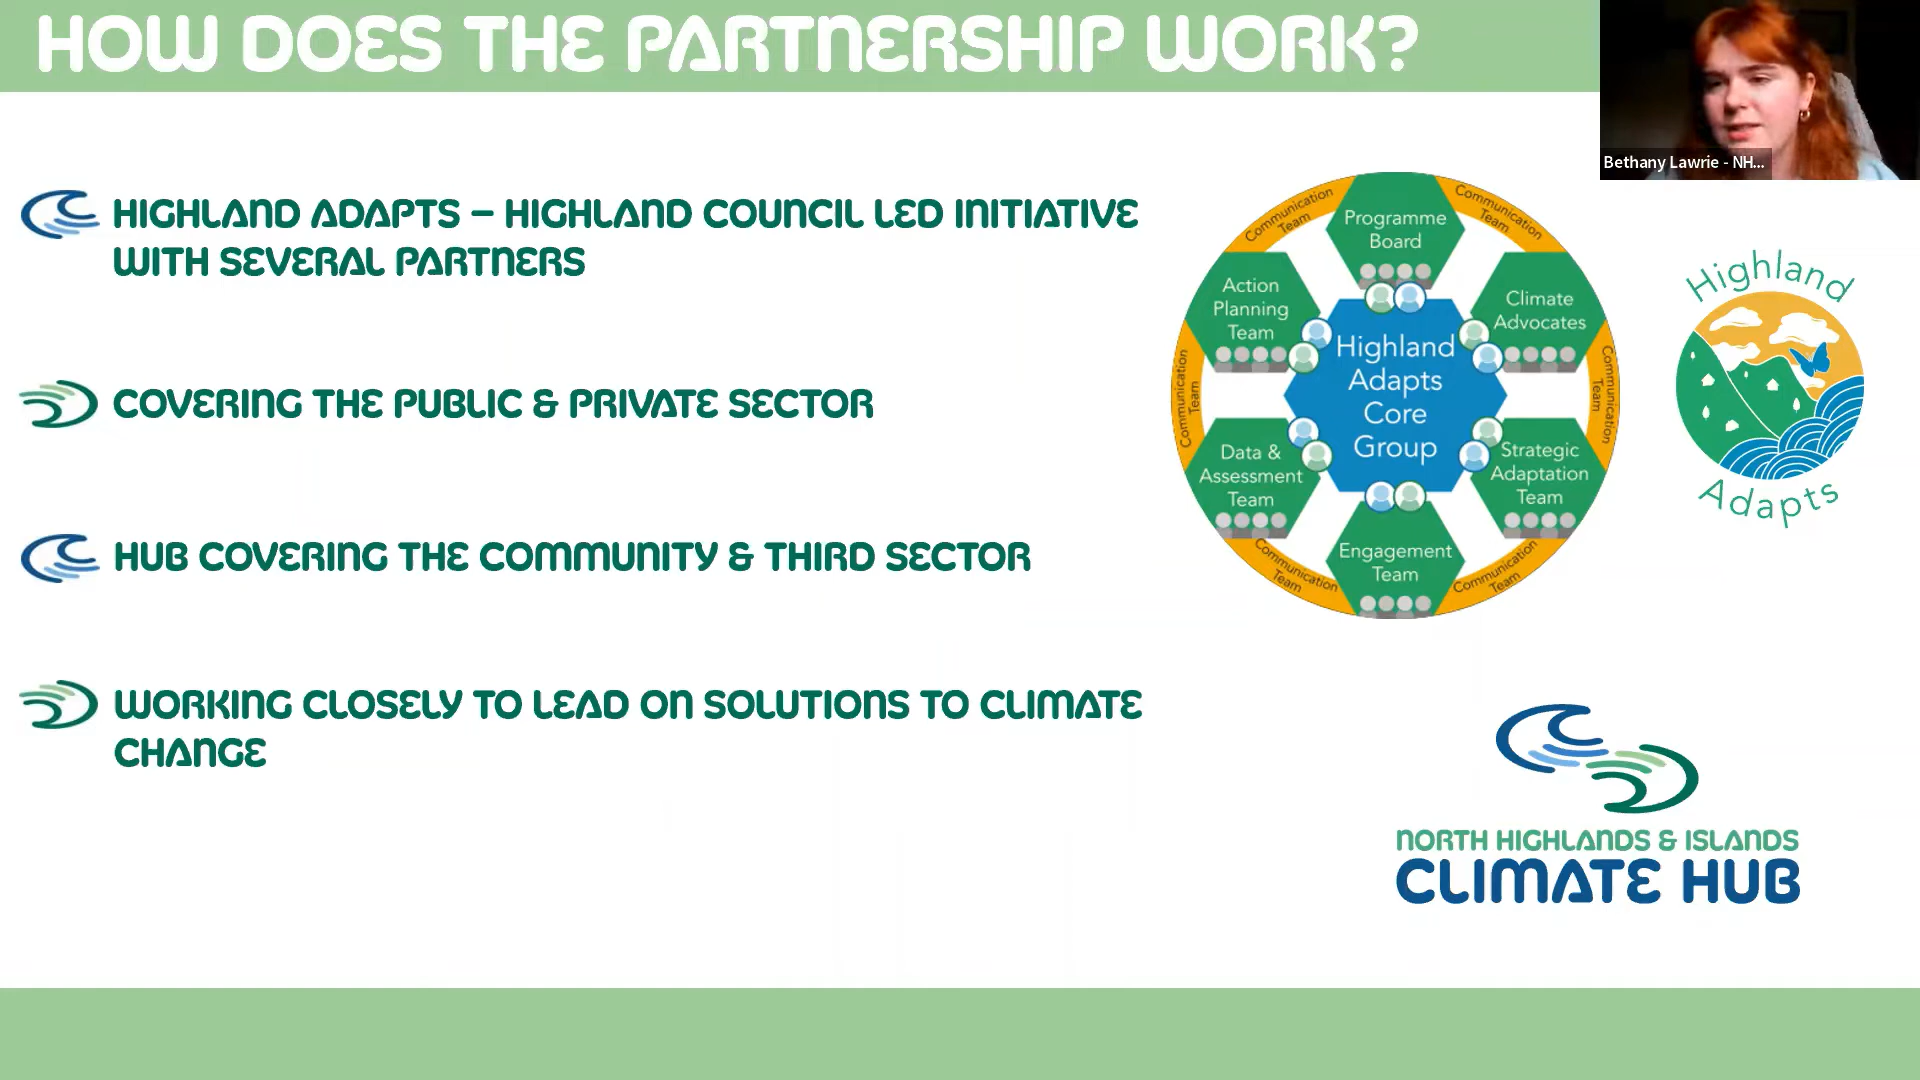 HOW DOES THE PARTNERSHIP WORK?
Bethany Lawrie - NH...
HIGHLAND ADAPTS – HIGHLAND COUNCIL LED INITIATIVE
WITH SEVERAL PARTNERS
COVERING THE PUBLIC & PRIVATE SECTOR
HUB COVERING THE COMMUNITY & THIRD SECTOR
WORKING CLOSELY TO LEAD ON SOLUTIONS TO CLIMATE
CHANGE
Communication
Team
Communication
Team
Programme
Board
Action
Planning
Team
Climate
Advocates
Highland
Adapts
Core
Group
Communication
Team
Communication
Team
Data &
Assessment
Team
Strategic
Adaptation
Team
Engagement
Team
Communication
Team
Communication
Team
Highland
Adapts
NORTH HIGHLANDS & ISLANDS
CLIMATE HUB